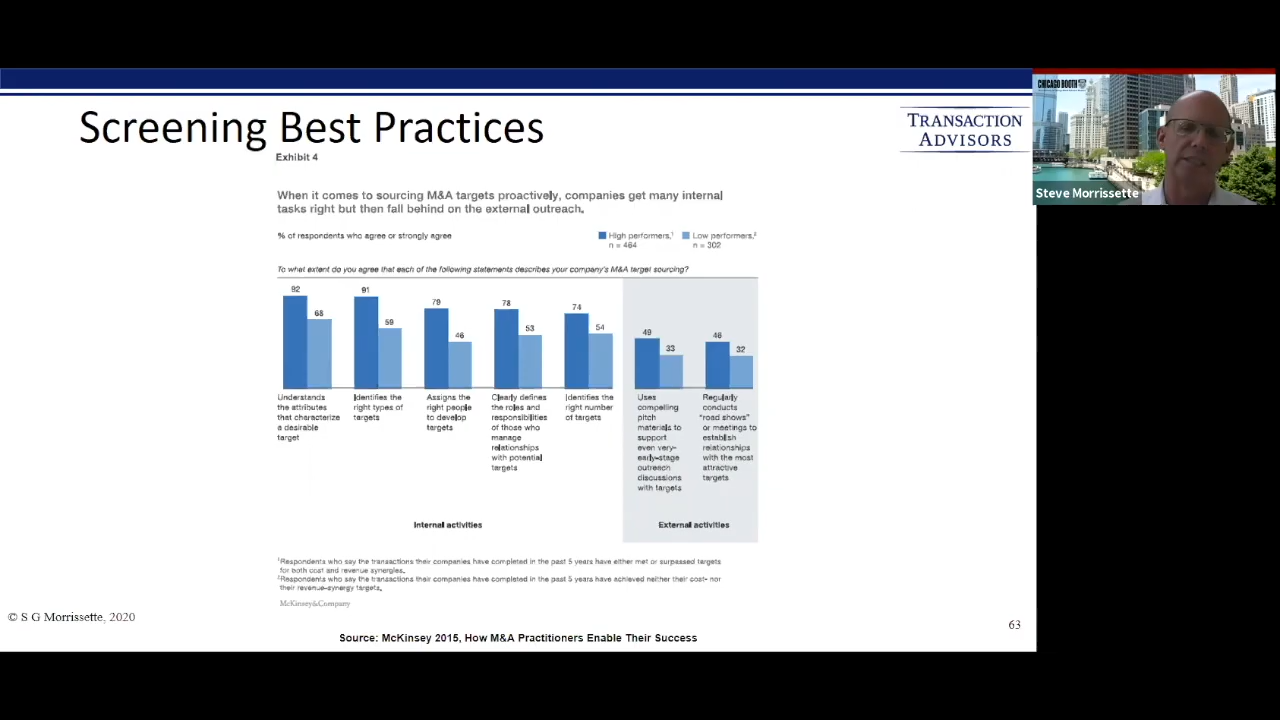 Screening Best Practices
TRANSACTION
ADVISORS
CHICAGO BOOTH
Steve Morrissette
Exhibit 4
When it comes to sourcing M&A targets proactively, companies get many internal
tasks right but then fall behind on the external outreach.
% of respondents who agree or strongly agree
High performers,¹
n = 464
Low performers,²
n = 302
To what extent do you agree that each of the following statements describes your company's M&A target sourcing?
92
68
91
59
79
46
78
53
74
54
49
33
46
32
Understands
the attributes
that characterize
a desirable
target
Identifies the
right types of
targets
Assigns the
right people
to develop
targets
Clearly defines
the roles and
responsibilities
of those who
manage
relationships
with potential
targets
Identifies the
right number
of targets
Uses
compelling
pitch
materials to
support
even very-
early-stage
outreach
discussions
with targets
Regularly
conducts
“road shows”
or meetings to
establish
relationships
with the most
attractive
targets
Internal activities
External activities
¹Respondents who say the transactions their companies have completed in the past 5 years have either met or surpassed targets
for both cost and revenue synergies.
²Respondents who say the transactions their companies have completed in the past 5 years have achieved neither their cost- nor
their revenue-synergy targets.
McKinsey&Company
© S G Morrissette, 2020
63
Source: McKinsey 2015, How M&A Practitioners Enable Their Success